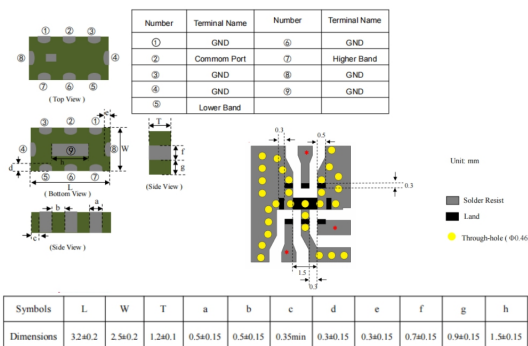 Number Terminal Name Number Terminal Name
① GND ⑥ GND
② Commom Port ⑦ Higher Band
③ GND ⑧ GND
④ GND ⑨ GND
⑤ Lower Band
① ② ③
⑧ ④
⑦ ⑥ ⑤
( Top View )
③ ② ① e
④ ⑨ ⑧ W
h
d
⑤ ⑥ ⑦
L
( Bottom View )
T
f
g
(Side View )
a
b
c
(Side View )
0.3 0.5
0.3
1.5
0.3
Unit: mm
Solder Resist
Land
Through-hole ( Φ0.46
Symbols L W T a b c d e f g h
Dimensions 3.2±0.2 2.5±0.2 1.2±0.1 0.5±0.15 0.5±0.15 0.35min 0.3±0.15 0.3±0.15 0.7±0.15 0.9±0.15 1.5±0.15